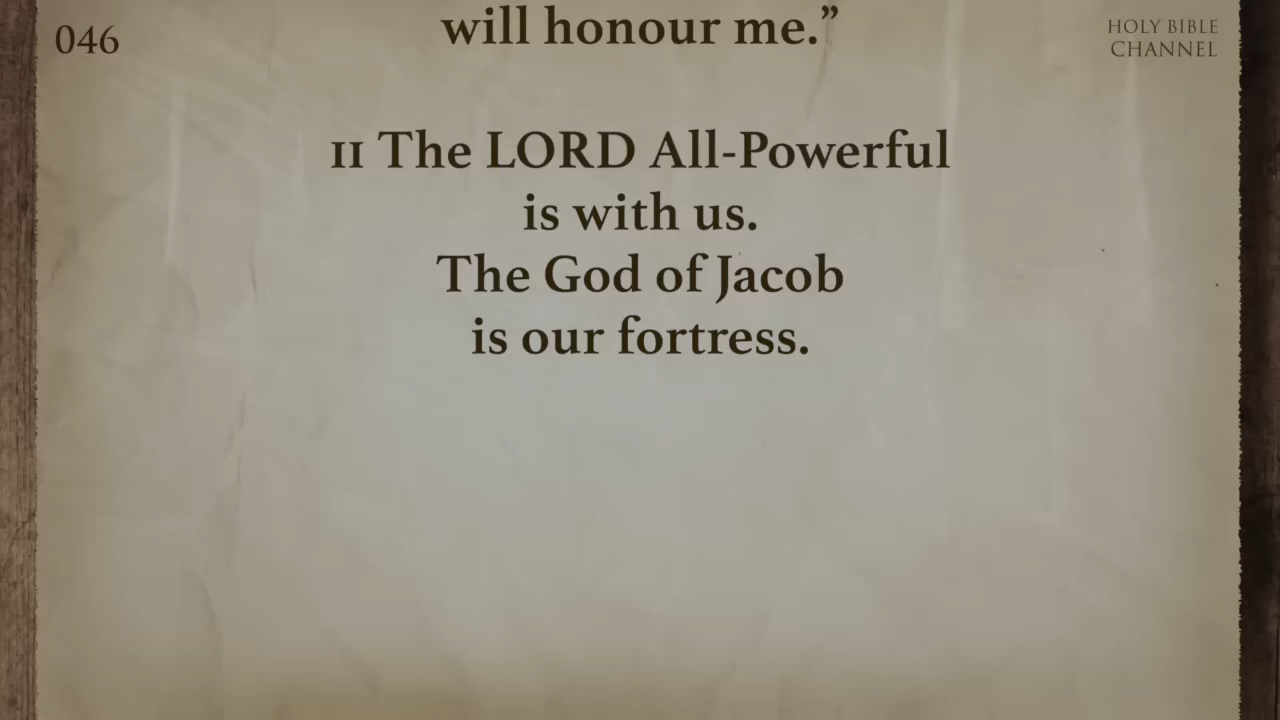 046
HOLY BIBLE
CHANNEL
will honour me.”
11 The LORD All-Powerful
is with us.
The God of Jacob
is our fortress.